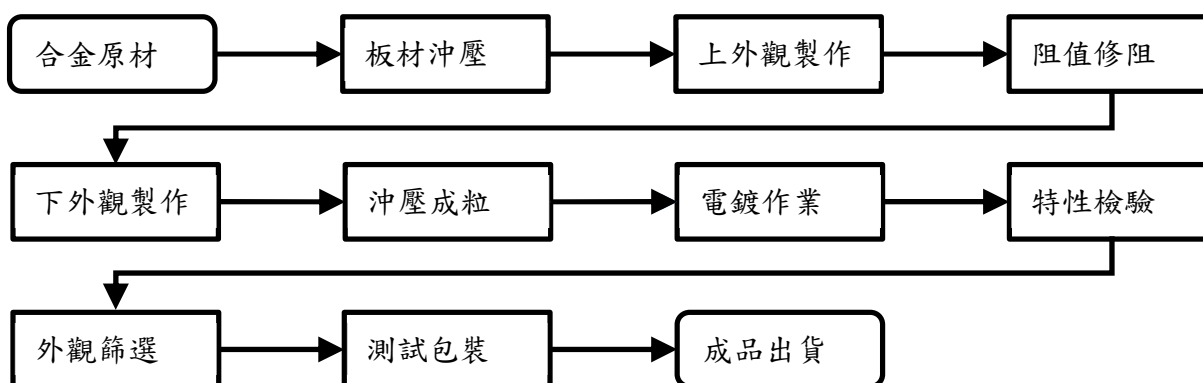 合金原材
板材沖壓
上外觀製作
阻值修阻
下外觀製作
沖壓成粒
電鍍作業
特性檢驗
外觀篩選
測試包裝
成品出貨